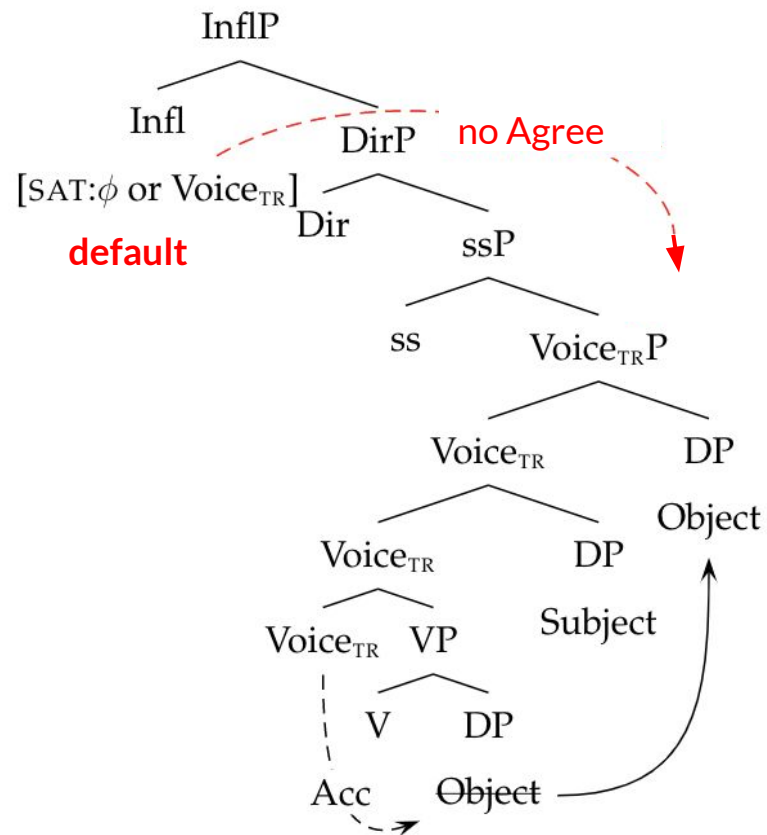 InflP
Infl
DirP
no Agree
[SAT:ϕ or Voice_TR]
Dir
default
ssP
ss
Voice_TRP
Voice_TR
DP
Object
Voice_TR
DP
Subject
Voice_TR VP
V DP
Acc
Object